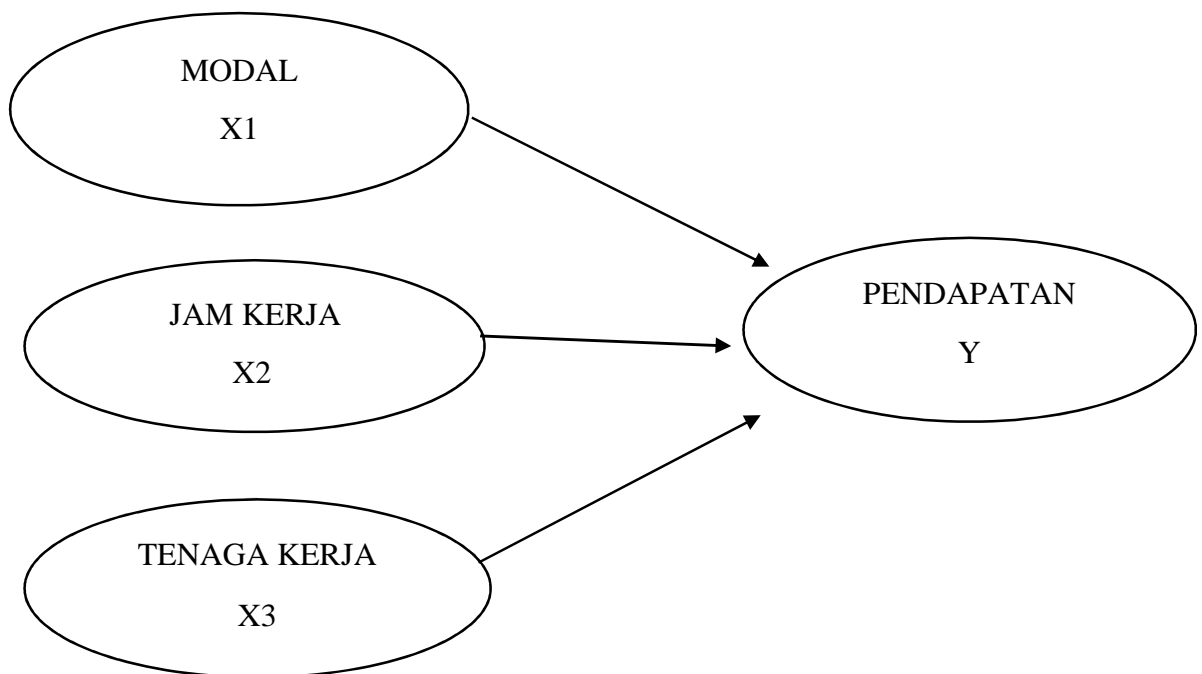 MODAL
X1
JAM KERJA
X2
TENAGA KERJA
X3
PENDAPATAN
Y